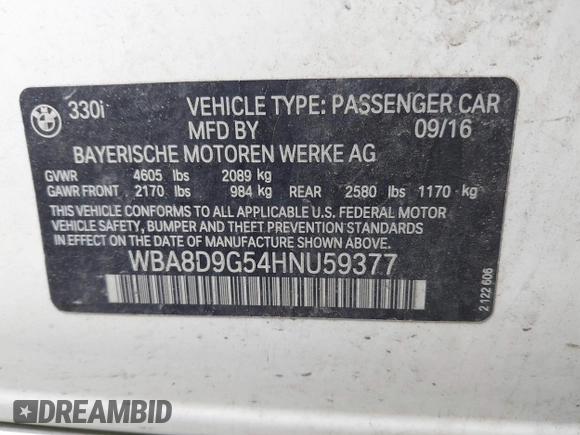 BMW
330i VEHICLE TYPE: PASSENGER CAR
MFD BY 09/16
BAYERISCHE MOTOREN WERKE AG
GVWR 4605 lbs 2089 kg
GAWR FRONT 2170 lbs 984 kg REAR 2580 lbs 1170 kg
THIS VEHICLE CONFORMS TO ALL APPLICABLE U.S. FEDERAL MOTOR
VEHICLE SAFETY, BUMPER AND THEFT PREVENTION STANDARDS
IN EFFECT ON THE DATE OF MANUFACTURE SHOWN ABOVE.
WBA8D9G54HNU59377
2 122 606
DREAMBID